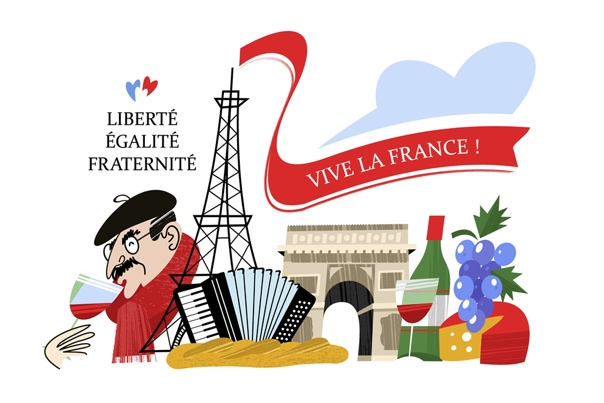 LIBERTÉ
ÉGALITÉ
FRATERNITÉ
VIVE LA FRANCE !